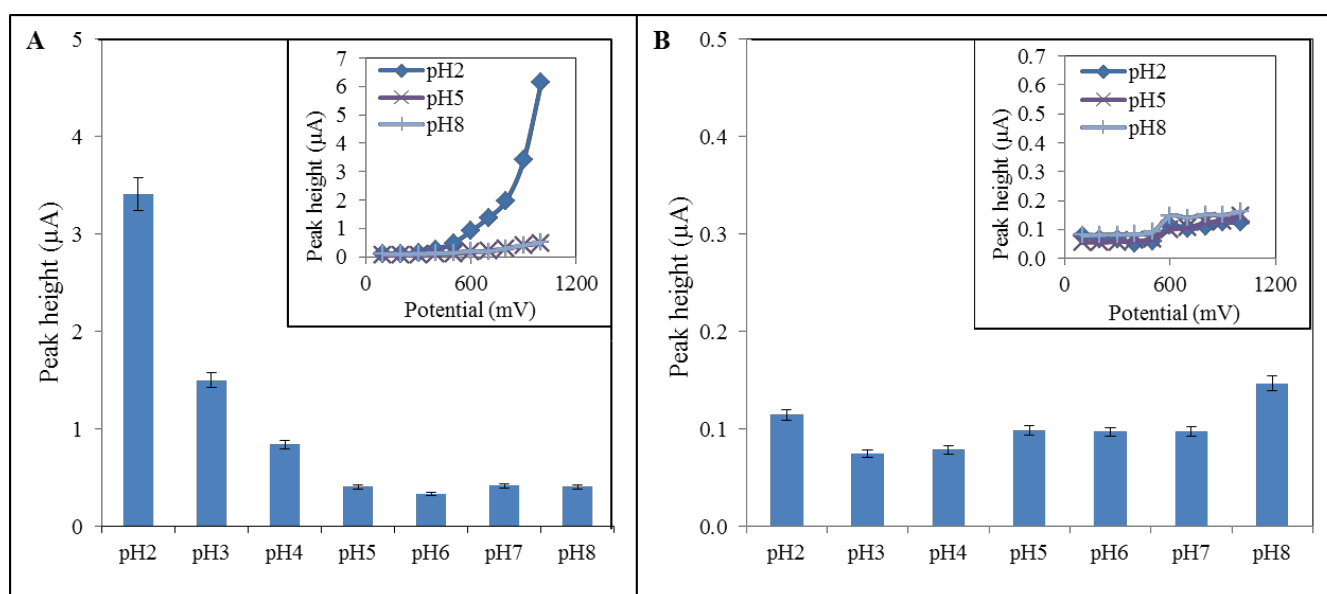 A
Peak height (µA)
5
4
3
2
1
0
pH2 pH3 pH4 pH5 pH6 pH7 pH8
Peak height (µA)
7
6
5
4
3
2
1
0
pH2
pH5
pH8
0 600 1200
Potential (mV)
B
Peak height (µA)
0.5
0.4
0.3
0.2
0.1
0.0
pH2 pH3 pH4 pH5 pH6 pH7 pH8
Peak height (µA)
0.7
0.6
0.5
0.4
0.3
0.2
0.1
0.0
pH2
pH5
pH8
0 600 1200
Potential (mV)